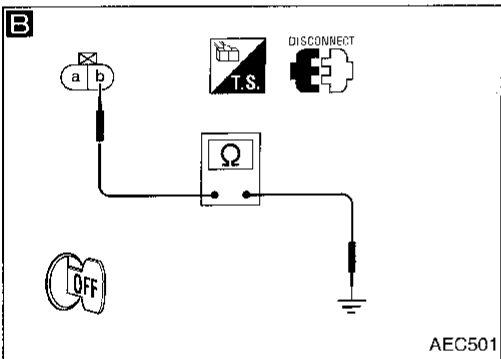 B
DISCONNECT
a b
T.S.
Ω
OFF
AEC501